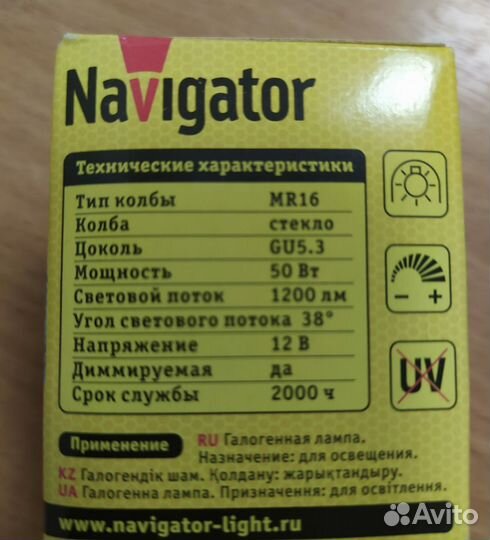 Navigator
Технические характеристики
Тип колбы MR16
Колба стекло
Цоколь GU5.3
Мощность 50 Вт
Световой поток 1200 лм
Угол светового потока 38°
Напряжение 12 В
Диммируемая да
Срок службы 2000 ч
− +
UV
Применение RU Галогенная лампа.
Назначение: для освещения.
KZ Галогендік шам. Қолдану: жарықтандыру.
UA Галогенна лампа. Призначення: для освітлення.
www.navigator-light.ru
Avito